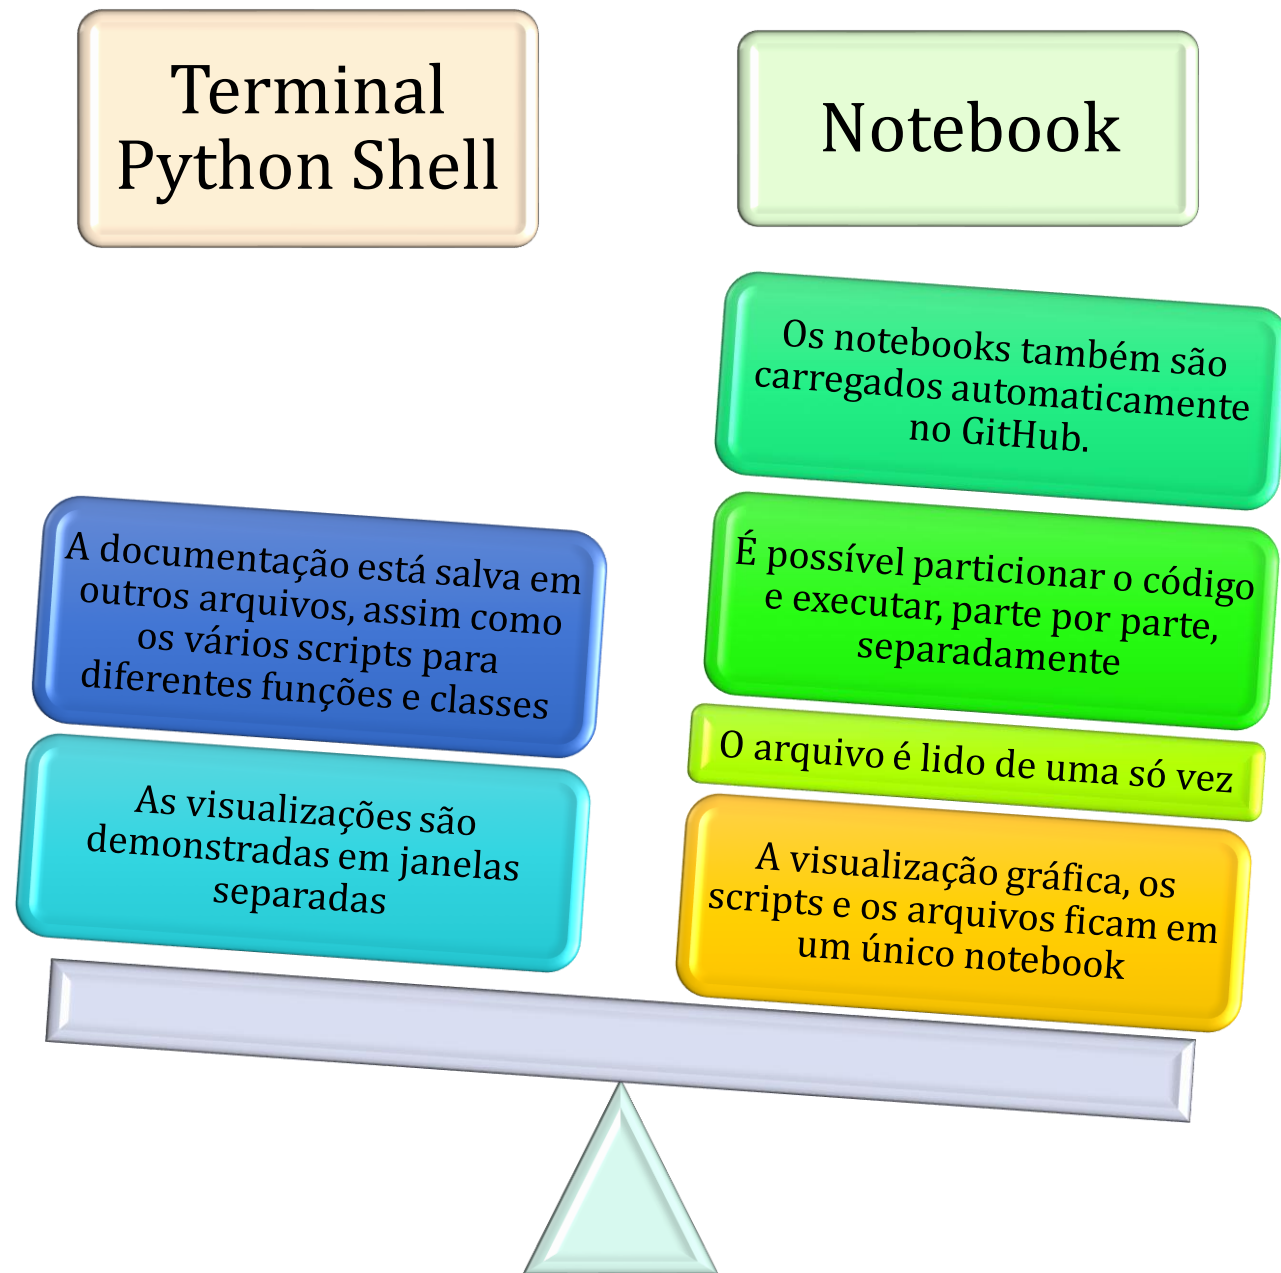 Terminal
Python Shell
Notebook
A documentação está salva em
outros arquivos, assim como
os vários scripts para
diferentes funções e classes
As visualizações são
demonstradas em janelas
separadas
Os notebooks também são
carregados automaticamente
no GitHub.
É possível particionar o código
e executar, parte por parte,
separadamente
O arquivo é lido de uma só vez
A visualização gráfica, os
scripts e os arquivos ficam em
um único notebook